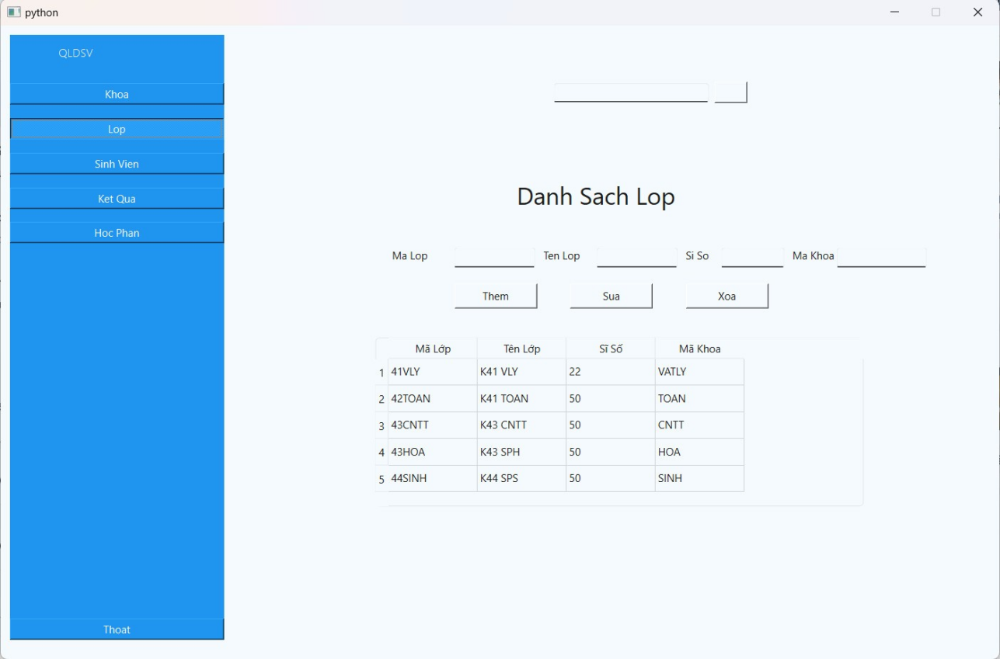 python
QLDSV
Khoa
Lop
Sinh Vien
Ket Qua
Hoc Phan
Thoat
Danh Sach Lop
Ma Lop Ten Lop Si So Ma Khoa
Them Sua Xoa
Mã Lớp Tên Lớp Sĩ Số Mã Khoa
1 41VLY K41 VLY 22 VATLY
2 42TOAN K41 TOAN 50 TOAN
3 43CNTT K43 CNTT 50 CNTT
4 43HOA K43 SPH 50 HOA
5 44SINH K44 SPS 50 SINH